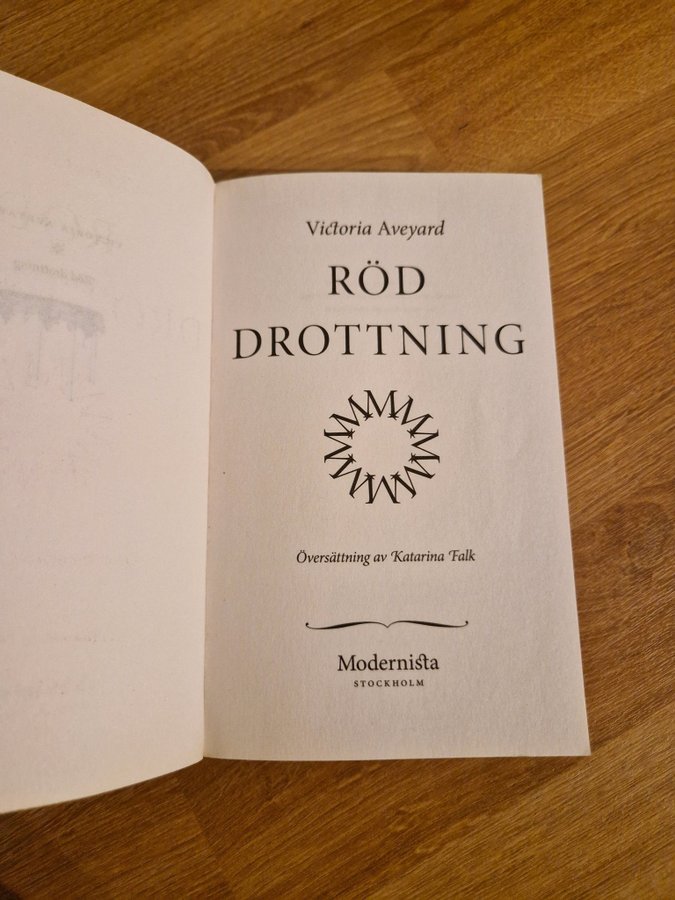 Victoria Aveyard
RÖD
DROTTNING
Översättning av Katarina Falk
Modernista
STOCKHOLM